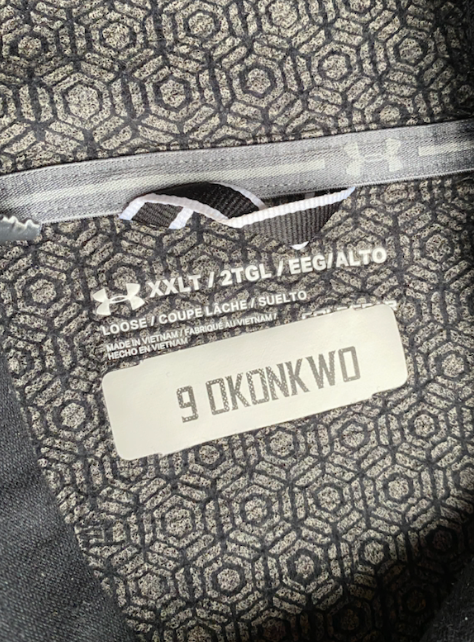 XXLT / 2TGL / EEG/ALTO
LOOSE / COUPE LÂCHE / SUELTO
MADE IN VIETNAM / FABRIQUÉ AU VIETNAM /
HECHO EN VIETNAM
9 OKONKWO